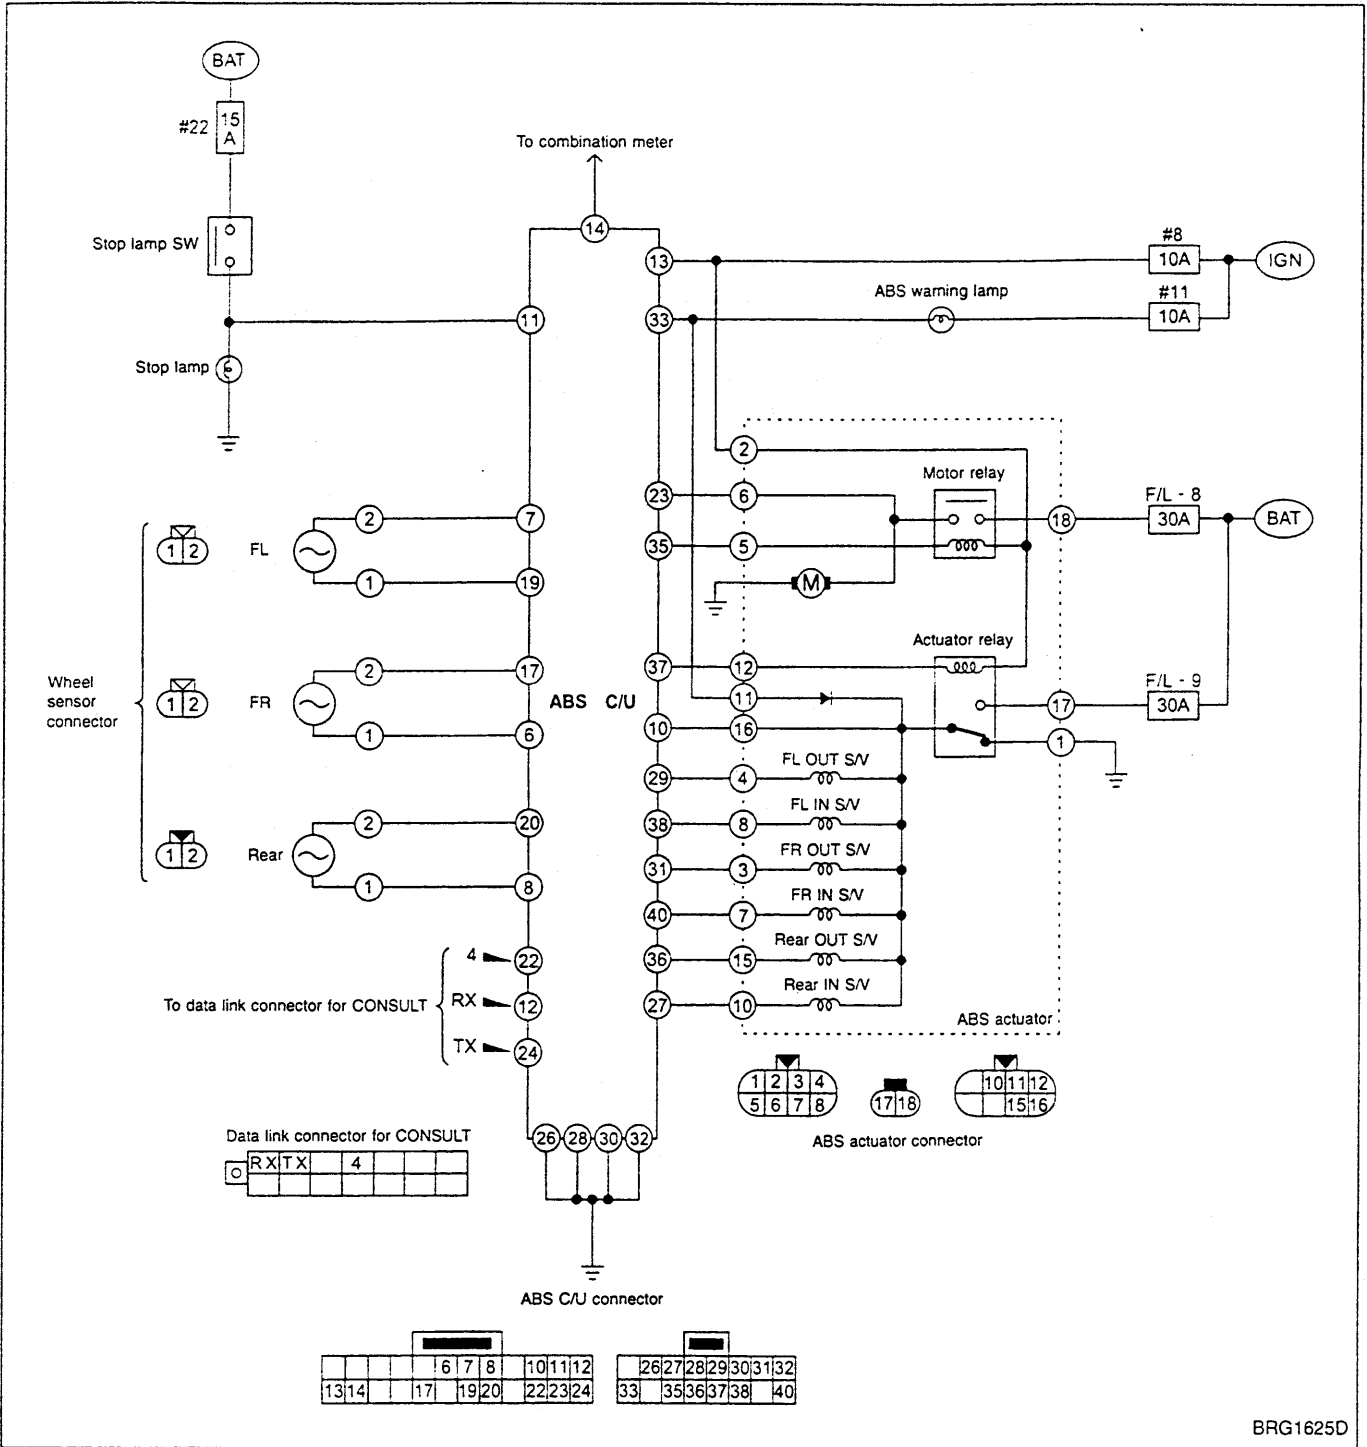 BAT
#22
15
A
To combination meter
14
Stop lamp SW
13
#8
10A
IGN
ABS warning lamp
#11
10A
11
33
Stop lamp
2
Motor relay
23
6
F/L - 8
30A
18
BAT
35
5
M
Wheel
sensor
connector
1 2
FL
2
7
1
19
1 2
FR
2
17
1
6
1 2
Rear
2
20
1
8
ABS C/U
Actuator relay
37
12
11
10
16
F/L - 9
30A
17
1
FL OUT S/V
29
4
FL IN S/V
38
8
FR OUT S/V
31
3
FR IN S/V
40
7
Rear OUT S/V
36
15
Rear IN S/V
27
10
ABS actuator
To data link connector for CONSULT
4
22
RX
12
TX
24
1 2 3 4
5 6 7 8
17 18
10 11 12
15 16
ABS actuator connector
26 28 30 32
Data link connector for CONSULT
RX TX 4
ABS C/U connector
6 7 8 10 11 12
13 14 17 19 20 22 23 24
26 27 28 29 30 31 32
33 35 36 37 38 40
BRG1625D